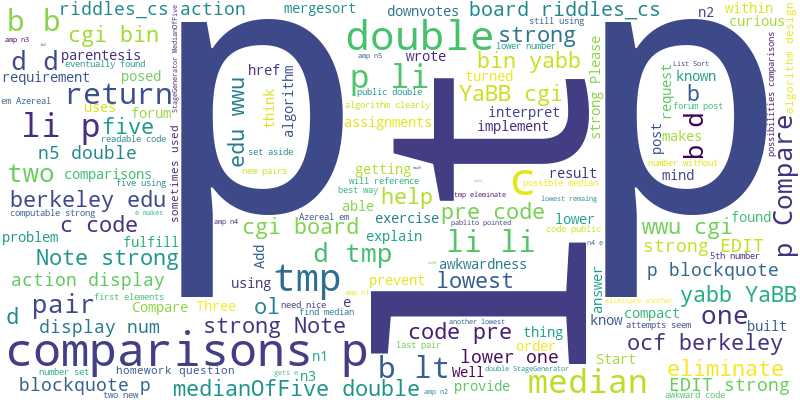 riddles_cs action
mergesort
downvotes
board riddles_cs
still using
n2
within
curious
b b
cgi bin
amp n3
parentesis
eventually found
d d
requirement
posed
em Azereal
return
uses
forum
readable code
li p
five
n5 double
two
comparisons
five using
berkeley edu
computable strong
e makes
c code
problem
fulfill
Note strong
action display
first elements
pair
Compare Three
d
display num
ol
strong Note
comparisons p
n1
n3
number set
homework question
gets e
blockquote p
two new
medianOfFive double
StageGenerator MedianOfFive
sometimes used
p
href
think
algorithm
edu wwu
set aside
new pairs
amp n4
Azereal em
cgi board
Add
using
d tmp
tmp
need nice
find median
e
amp n1
double
wrote
amp n5
lower number
strong
p li
bin yabb
public double
turned
YaBB cgi
algorithm clearly
assignments
interpret
implement
t
getting
will reference
best way
able
help
c
result
possible median
lowest remaing
tmp eleminate
pablito pointed
code public
exercise
pre code
lower
explain
li li
n4 e
awkwardness
prevent
lowest
answer
I
another lowest
code pre
thing
order
last pair
lower one
b lt
Well
double StageGenerator
provide
amp n2
median
strong Please
p
List Sort
known
request
b
forum post
makes
post
b d
number without
mind
algorithm design
possibilities comparisons
p Compare
wwu cgi
found
strong EDIT
5th number
p blockquote
eliminate another
yabb YaBB
compact
know
attempts seem
one
built
Start
ocf berkeley
eliminate
EDIT strong
awkward code